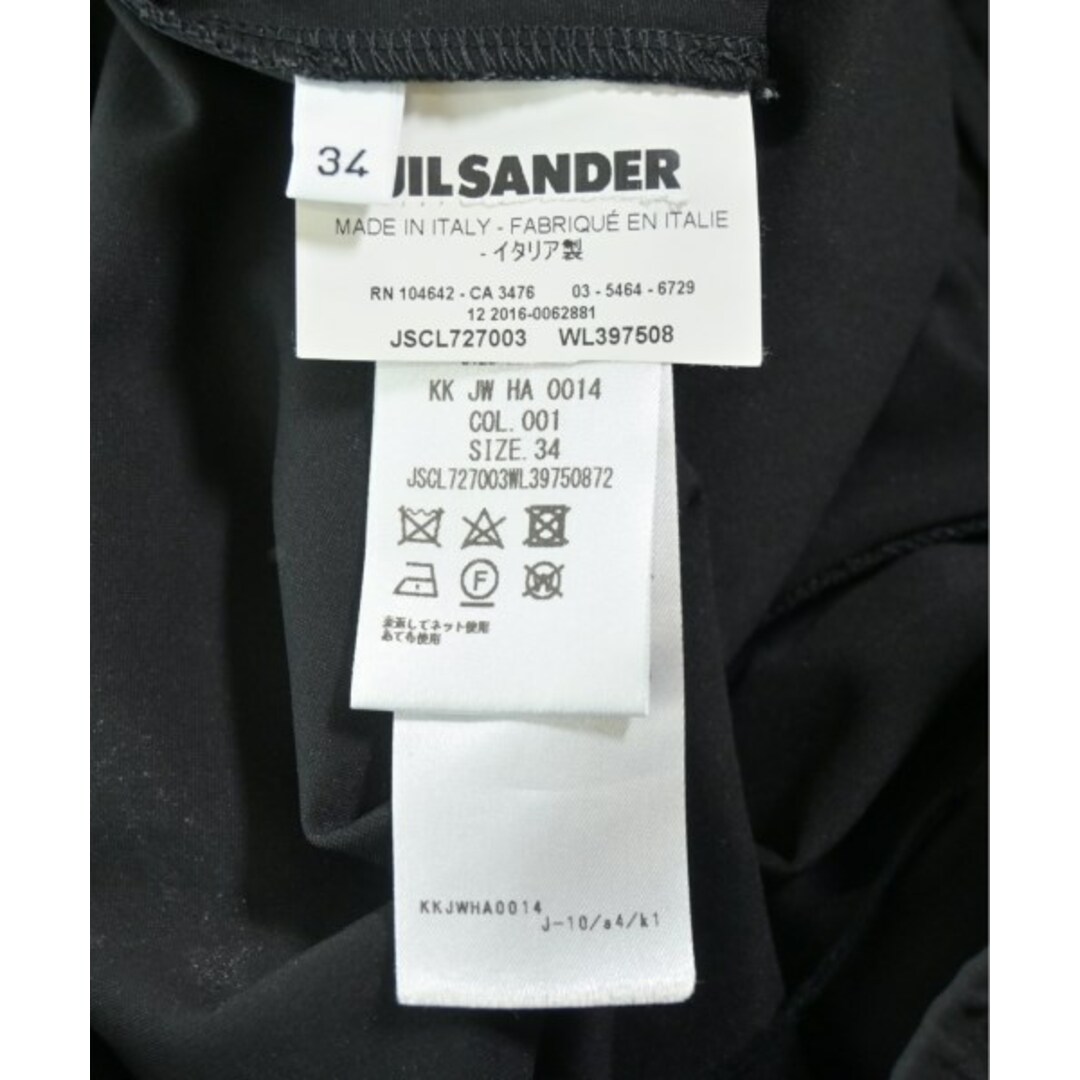 34
JIL SANDER
MADE IN ITALY - FABRIQUÉ EN ITALIE
- イタリア製
RN 104642 - CA 3476 03 - 5464 - 6729
12 2016-0062881
JSCL727003 WL397508
KK JW HA 0014
COL.001
SIZE.34
JSCL727003WL39750872
F
W
裏返してネット使用
あて布使用
KKJWHA0014
J-10/a4/k1